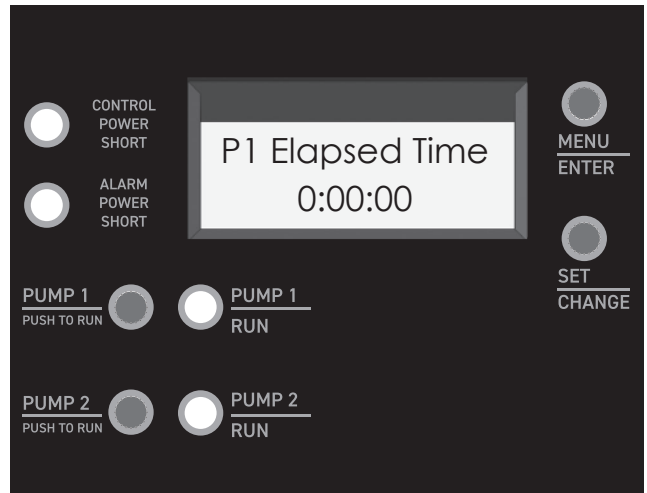 CONTROL
POWER
SHORT
P1 Elapsed Time
0:00:00
MENU
ENTER
ALARM
POWER
SHORT
SET
CHANGE
PUMP 1
PUSH TO RUN
PUMP 1
RUN
PUMP 2
PUSH TO RUN
PUMP 2
RUN